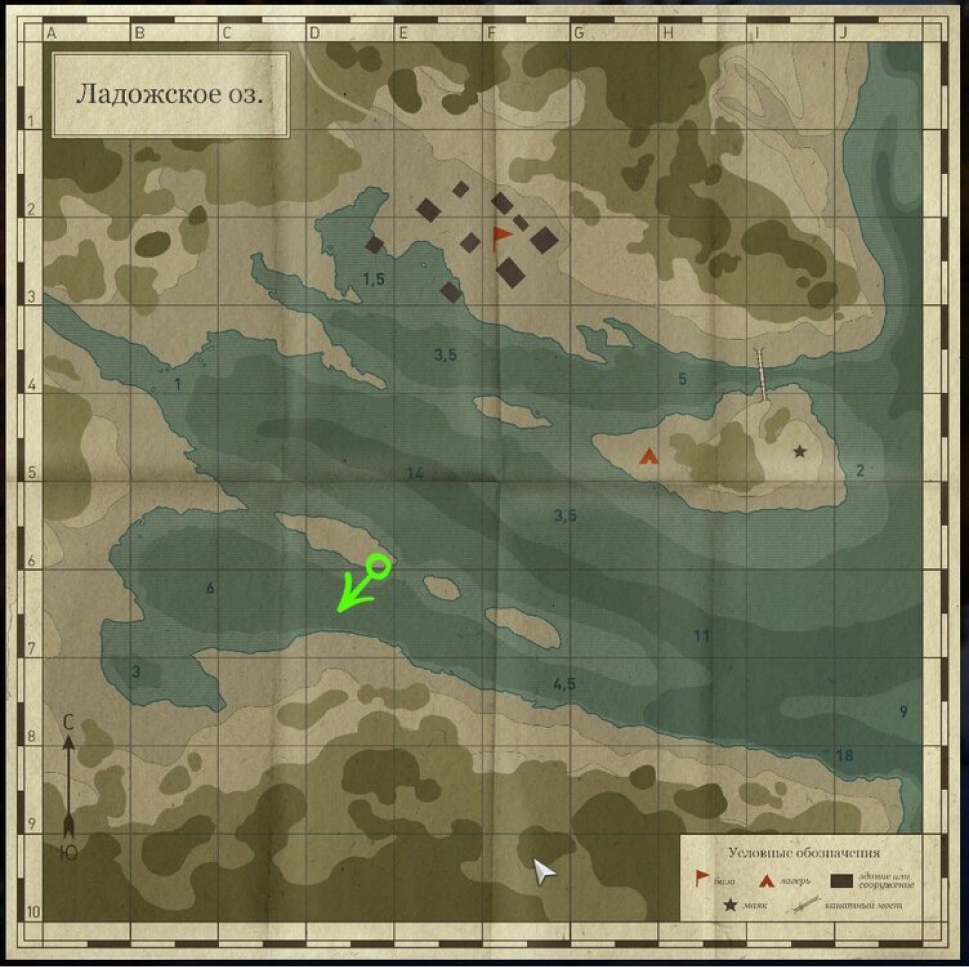 A B C D E F G H I J
Ладожское оз.
1
2
1,5
3
3,5
5
1
4
14
2
5
3,5
6
6
11
7
3
4,5
9
С
8
18
9
Ю
Условные обозначения
база лагерь здание или
сооружение
маяк канатный мост
10